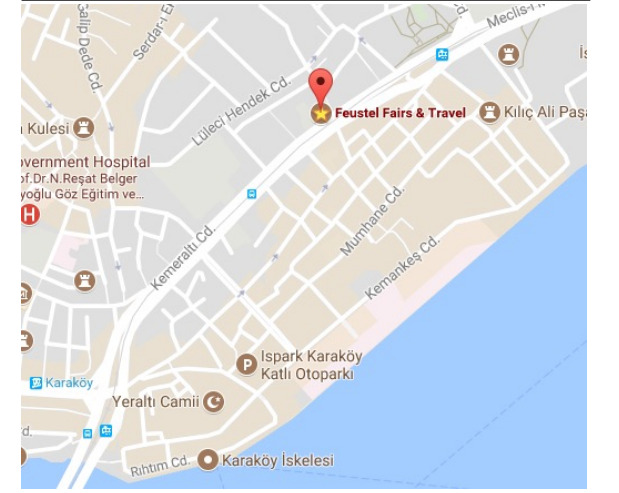 Galip Dede Cd.
Serdar-ı E
Meclis-i
İs
Lüleci Hendek Cd.
Feustel Fairs & Travel
Kılıç Ali Paşa
Kulesi
vernment Hospital
of.Dr.N.Reşat Belger
yoğlu Göz Eğitim ve...
H
Mumhane Cd.
Kemeraltı Cd.
Kemankeş Cd.
P
Ispark Karaköy
Katlı Otoparkı
Karaköy
Yeraltı Camii
d.
Rıhtım Cd.
Karaköy İskelesi